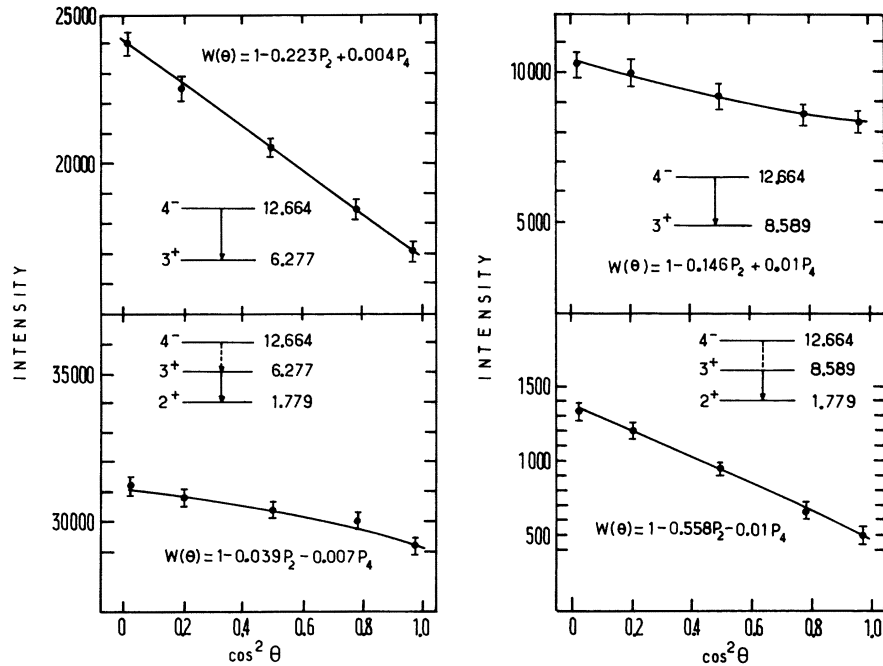 INTENSITY
25000
20000
W(θ)=1-0.223P₂+0.004P₄
4⁻ 12.664
3⁺ 6.277
35000
30000
4⁻ 12.664
3⁺ 6.277
2⁺ 1.779
W(θ)=1-0.039P₂-0.007P₄
0 0.2 0.4 0.6 0.8 1.0
cos² θ
INTENSITY
10000
5000
4⁻ 12.664
3⁺ 8.589
W(θ)=1-0.146P₂+0.01P₄
1500
1000
500
4⁻ 12.664
3⁺ 8.589
2⁺ 1.779
W(θ)=1-0.558P₂-0.01P₄
0 0.2 0.4 0.6 0.8 1.0
cos² θ